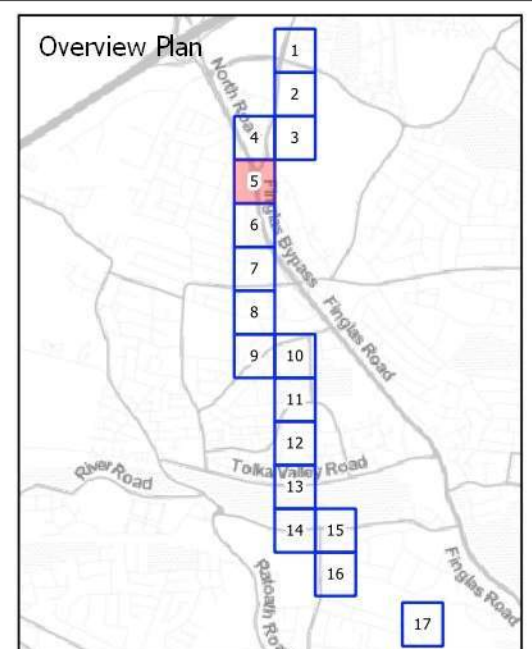 Overview Plan
1
2
North Road
4
3
5
Finglas Bypass
6
7
8
Finglas Road
9
10
11
12
River Road
Tolka Valley Road
13
14
15
16
Ratoath Roa
Finglas Road
17